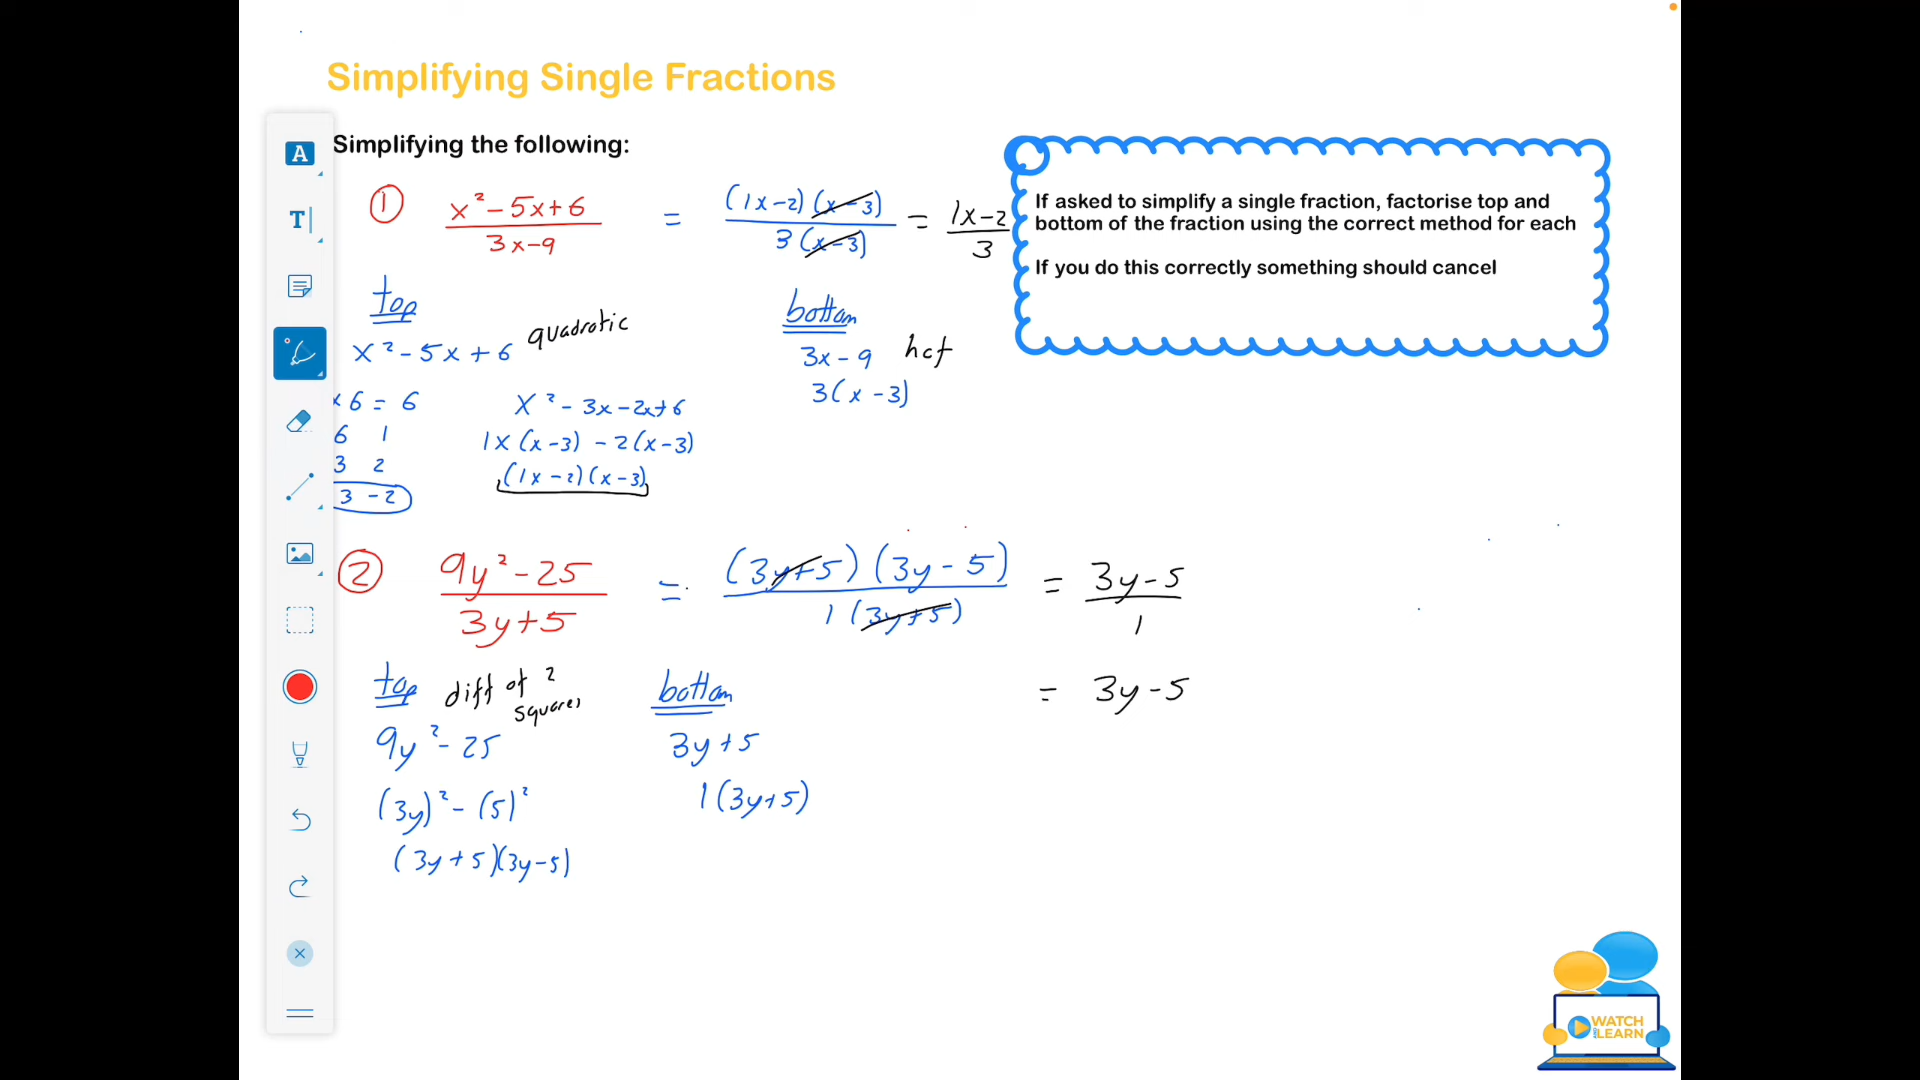 Simplifying Single Fractions
Simplifying the following:
If asked to simplify a single fraction, factorise top and
bottom of the fraction using the correct method for each
If you do this correctly something should cancel
① x² - 5x + 6 / 3x - 9 = (1x - 2)(x - 3) / 3(x - 3) = 1x - 2 / 3
top
quadratic
x² - 5x + 6
x 6 = 6
6 1
3 2
3 - 2
x² - 3x - 2x + 6
1x(x - 3) - 2(x - 3)
(1x - 2)(x - 3)
bottom
3x - 9 hcf
3(x - 3)
② 9y² - 25 / 3y + 5 = (3y + 5)(3y - 5) / 1(3y + 5) = 3y - 5 / 1
= 3y - 5
top diff of 2
squares
9y² - 25
(3y)² - (5)²
(3y + 5)(3y - 5)
bottom
3y + 5
1(3y + 5)
A
T
WATCH
AND LEARN